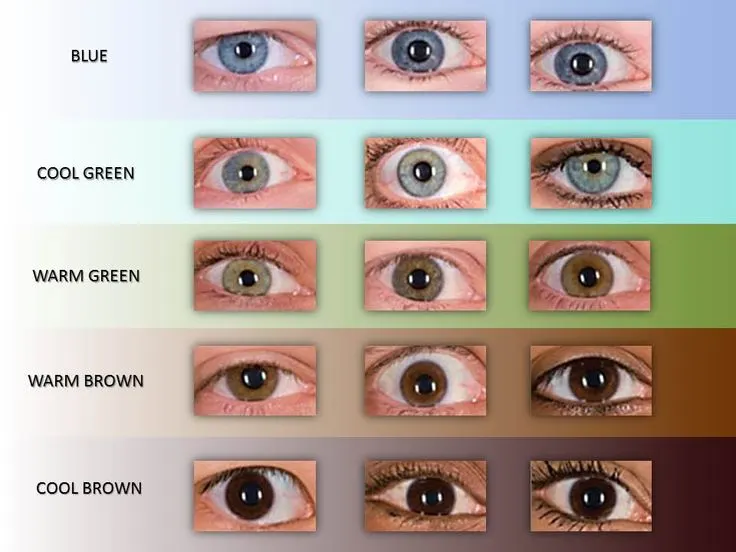 BLUE
COOL GREEN
WARM GREEN
WARM BROWN
COOL BROWN